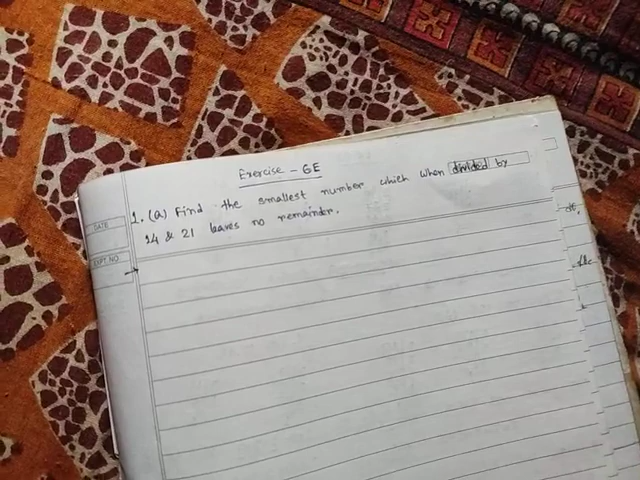 Exercise - 6E
1. (a) Find the smallest number which when divided by
14 & 21 leaves no remainder.
DATE
EXPT. NO